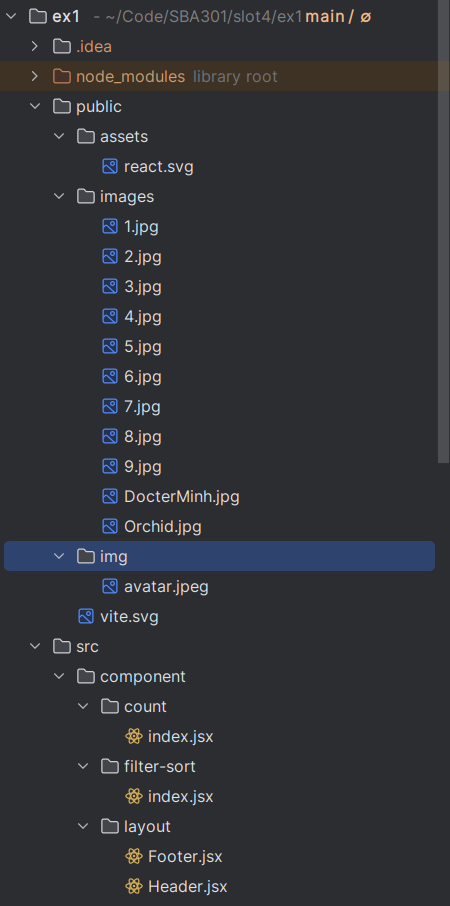 ex1 - ~/Code/SBA301/slot4/ex1 main / ∅
.idea
node_modules library root
public
assets
react.svg
images
1.jpg
2.jpg
3.jpg
4.jpg
5.jpg
6.jpg
7.jpg
8.jpg
9.jpg
DocterMinh.jpg
Orchid.jpg
img
avatar.jpeg
vite.svg
src
component
count
index.jsx
filter-sort
index.jsx
layout
Footer.jsx
Header.jsx